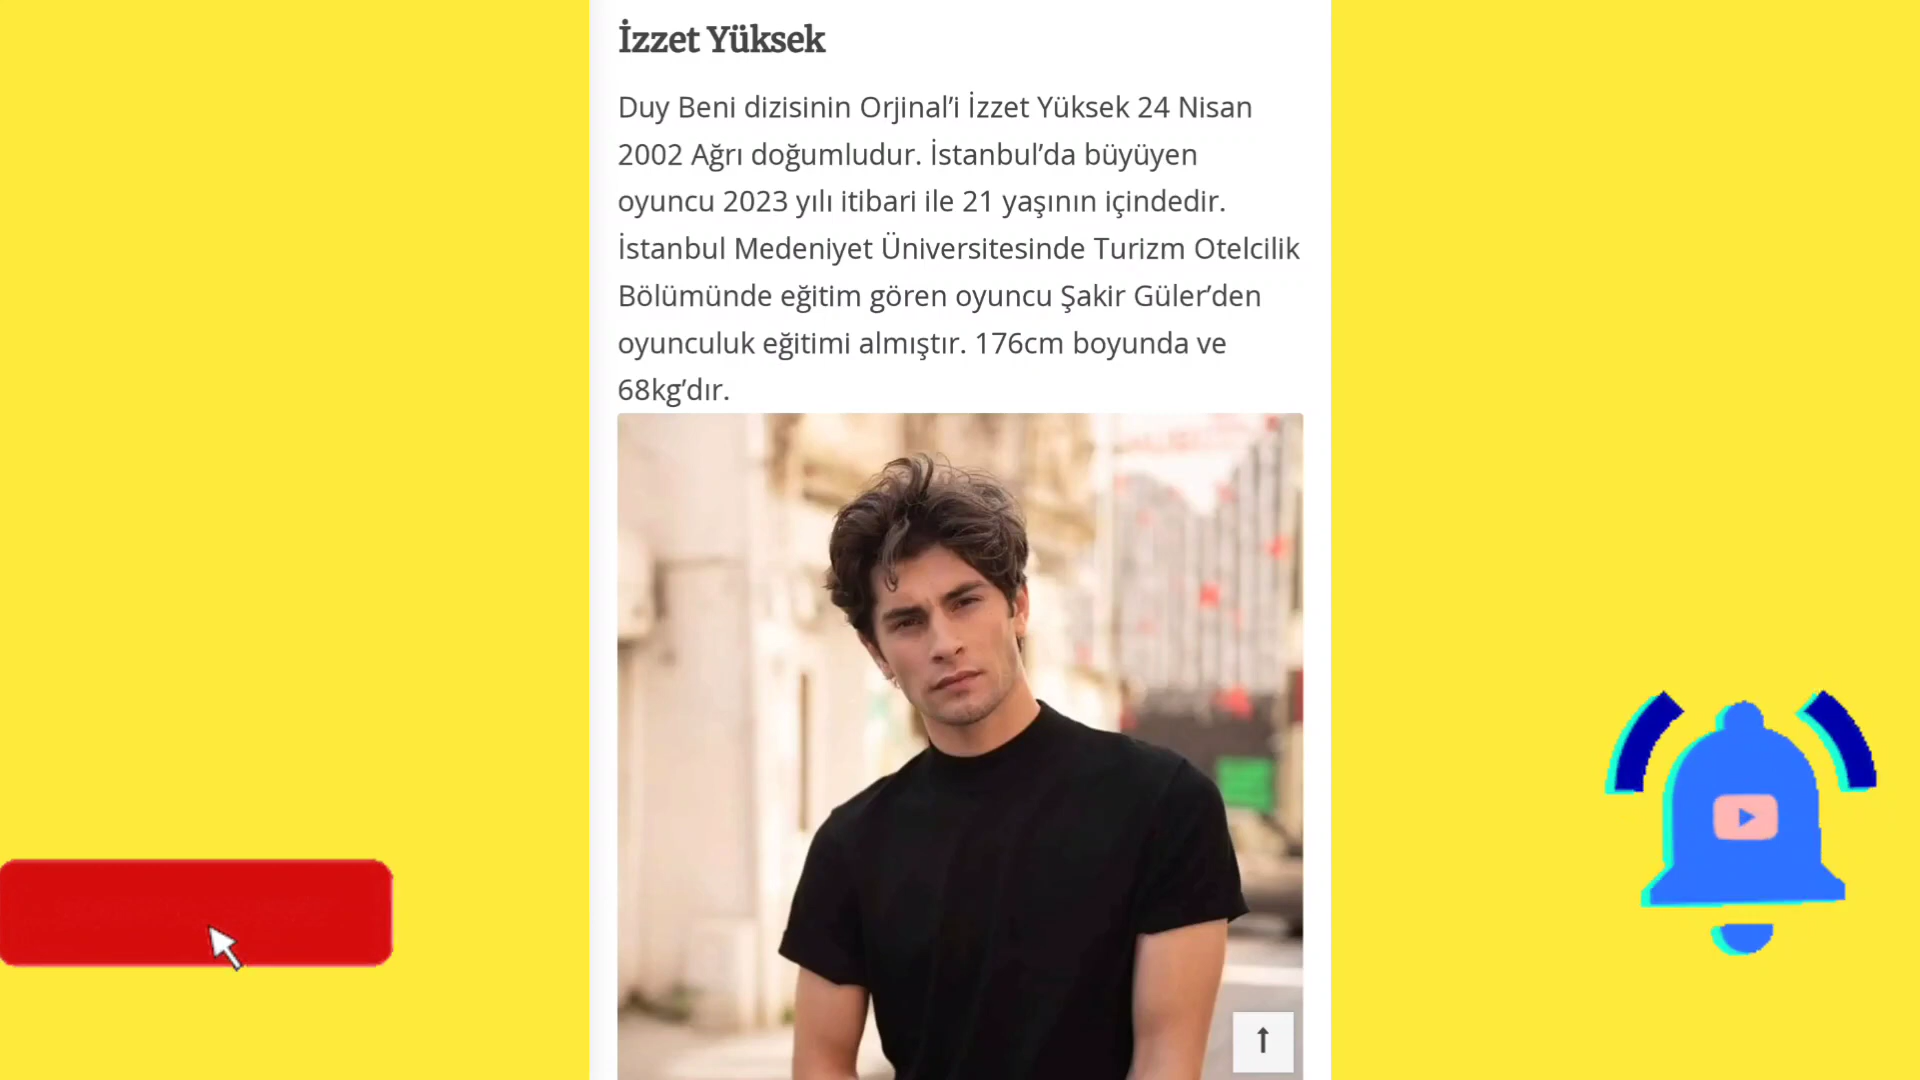 İzzet Yüksek
Duy Beni dizisinin Orjinal’i İzzet Yüksek 24 Nisan
2002 Ağrı doğumludur. İstanbul’da büyüyen
oyuncu 2023 yılı itibari ile 21 yaşının içindedir.
İstanbul Medeniyet Üniversitesinde Turizm Otelcilik
Bölümünde eğitim gören oyuncu Şakir Güler’den
oyunculuk eğitimi almıştır. 176cm boyunda ve
68kg’dır.